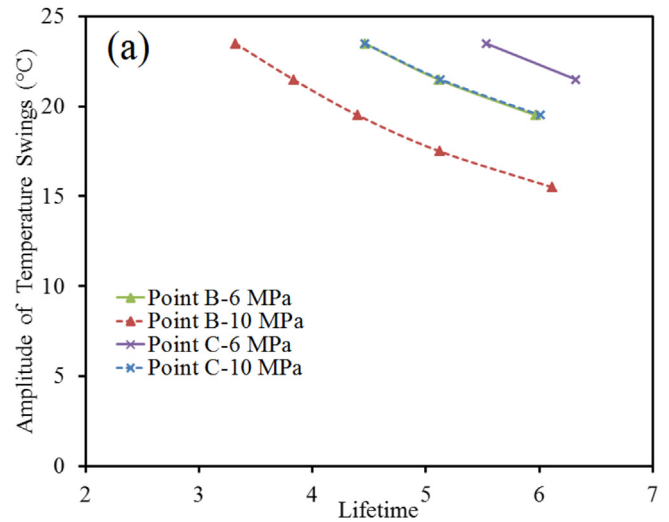 (a)
25
20
15
10
5
0
Amplitude of Temperature Swings (°C)
Point B-6 MPa
Point B-10 MPa
Point C-6 MPa
Point C-10 MPa
2 3 4 5 6 7
Lifetime